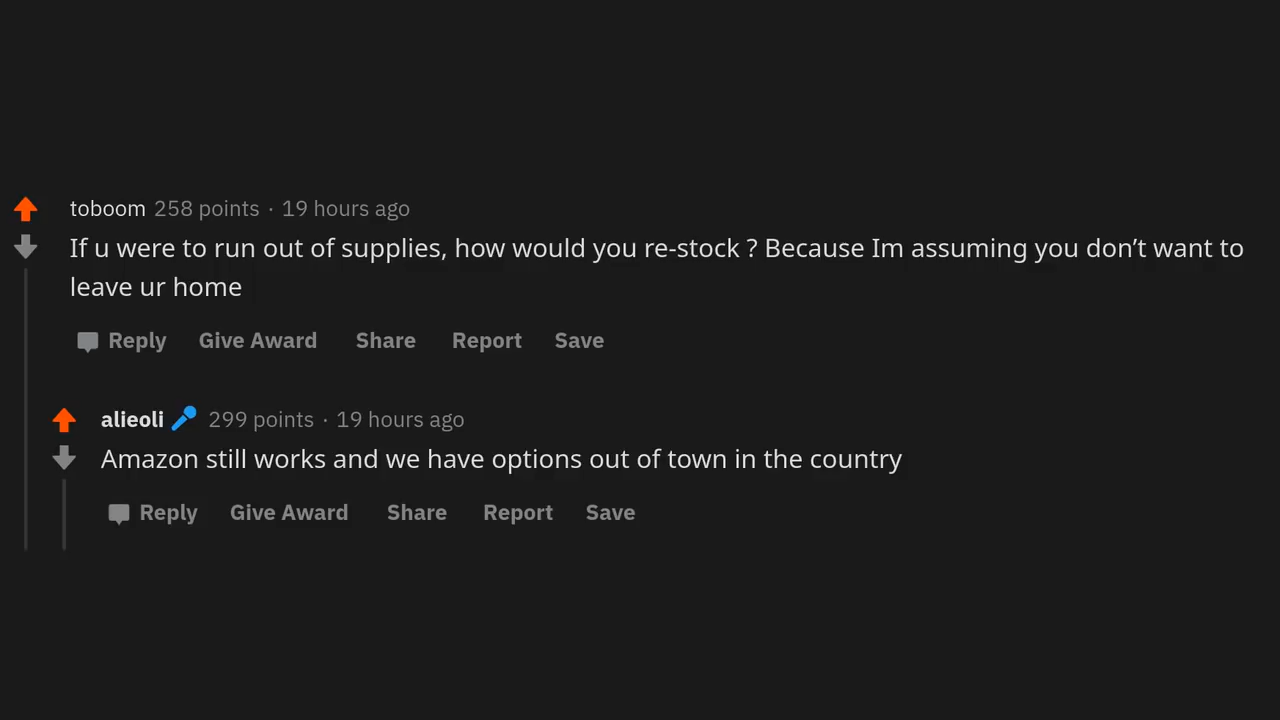 toboom 258 points · 19 hours ago
If u were to run out of supplies, how would you re-stock ? Because Im assuming you don’t want to
leave ur home
Reply Give Award Share Report Save
alieoli 299 points · 19 hours ago
Amazon still works and we have options out of town in the country
Reply Give Award Share Report Save